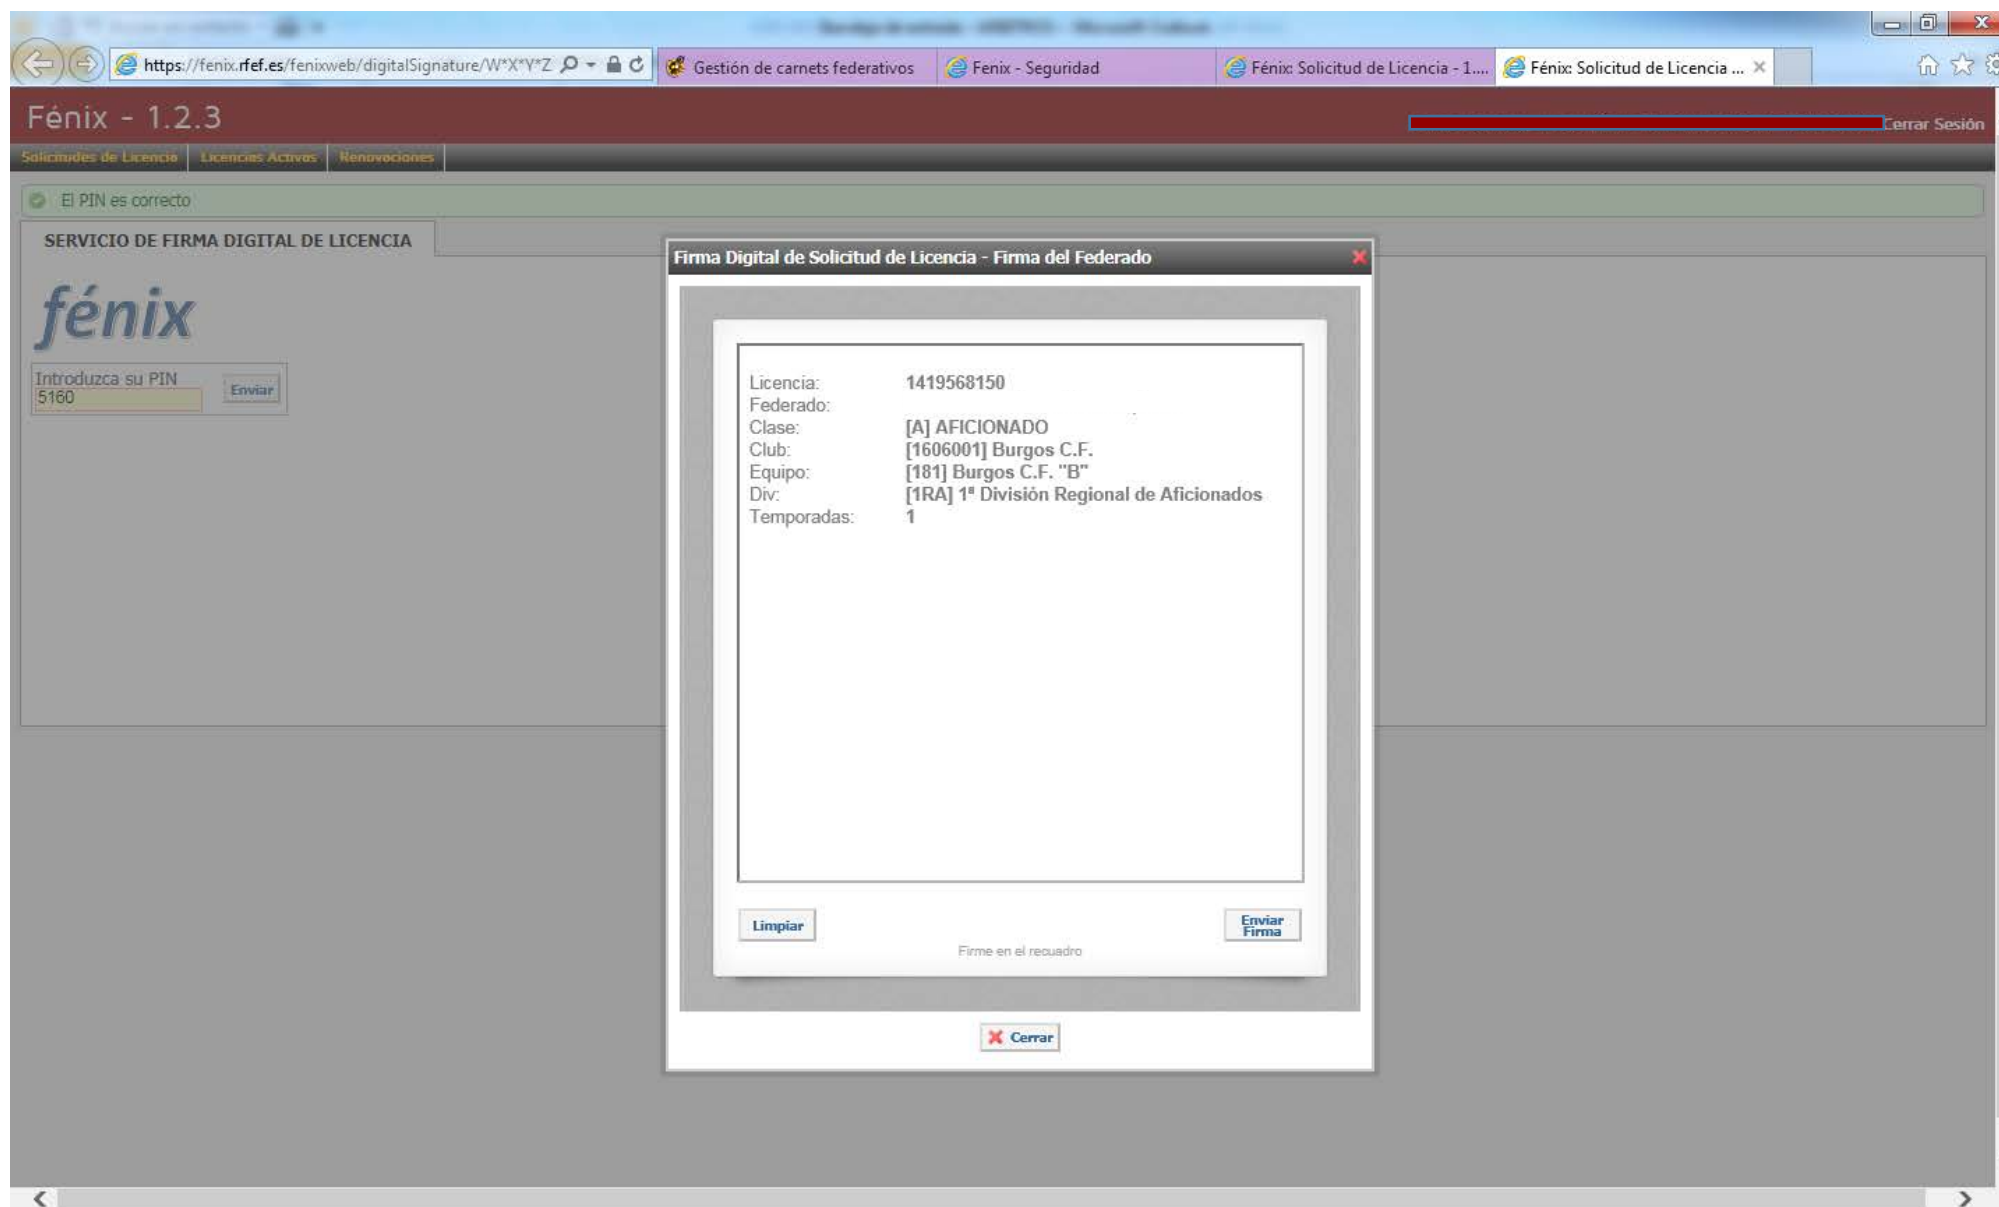 https://fenix.rfef.es/fenixweb/digitalSignature/W*X*Y*Z
Gestión de carnets federativos
Fenix - Seguridad
Fénix: Solicitud de Licencia - 1....
Fénix: Solicitud de Licencia ...
Fénix - 1.2.3
Cerrar Sesión
Solicitudes de Licencia
Licencias Activas
Renovaciones
El PIN es correcto
SERVICIO DE FIRMA DIGITAL DE LICENCIA
fénix
Introduzca su PIN
5160
Enviar
Firma Digital de Solicitud de Licencia - Firma del Federado
Licencia: 1419568150
Federado:
Clase: [A] AFICIONADO
Club: [1606001] Burgos C.F.
Equipo: [181] Burgos C.F. "B"
Div: [1RA] 1ª División Regional de Aficionados
Temporadas: 1
Limpiar
Enviar
Firma
Firme en el recuadro
Cerrar